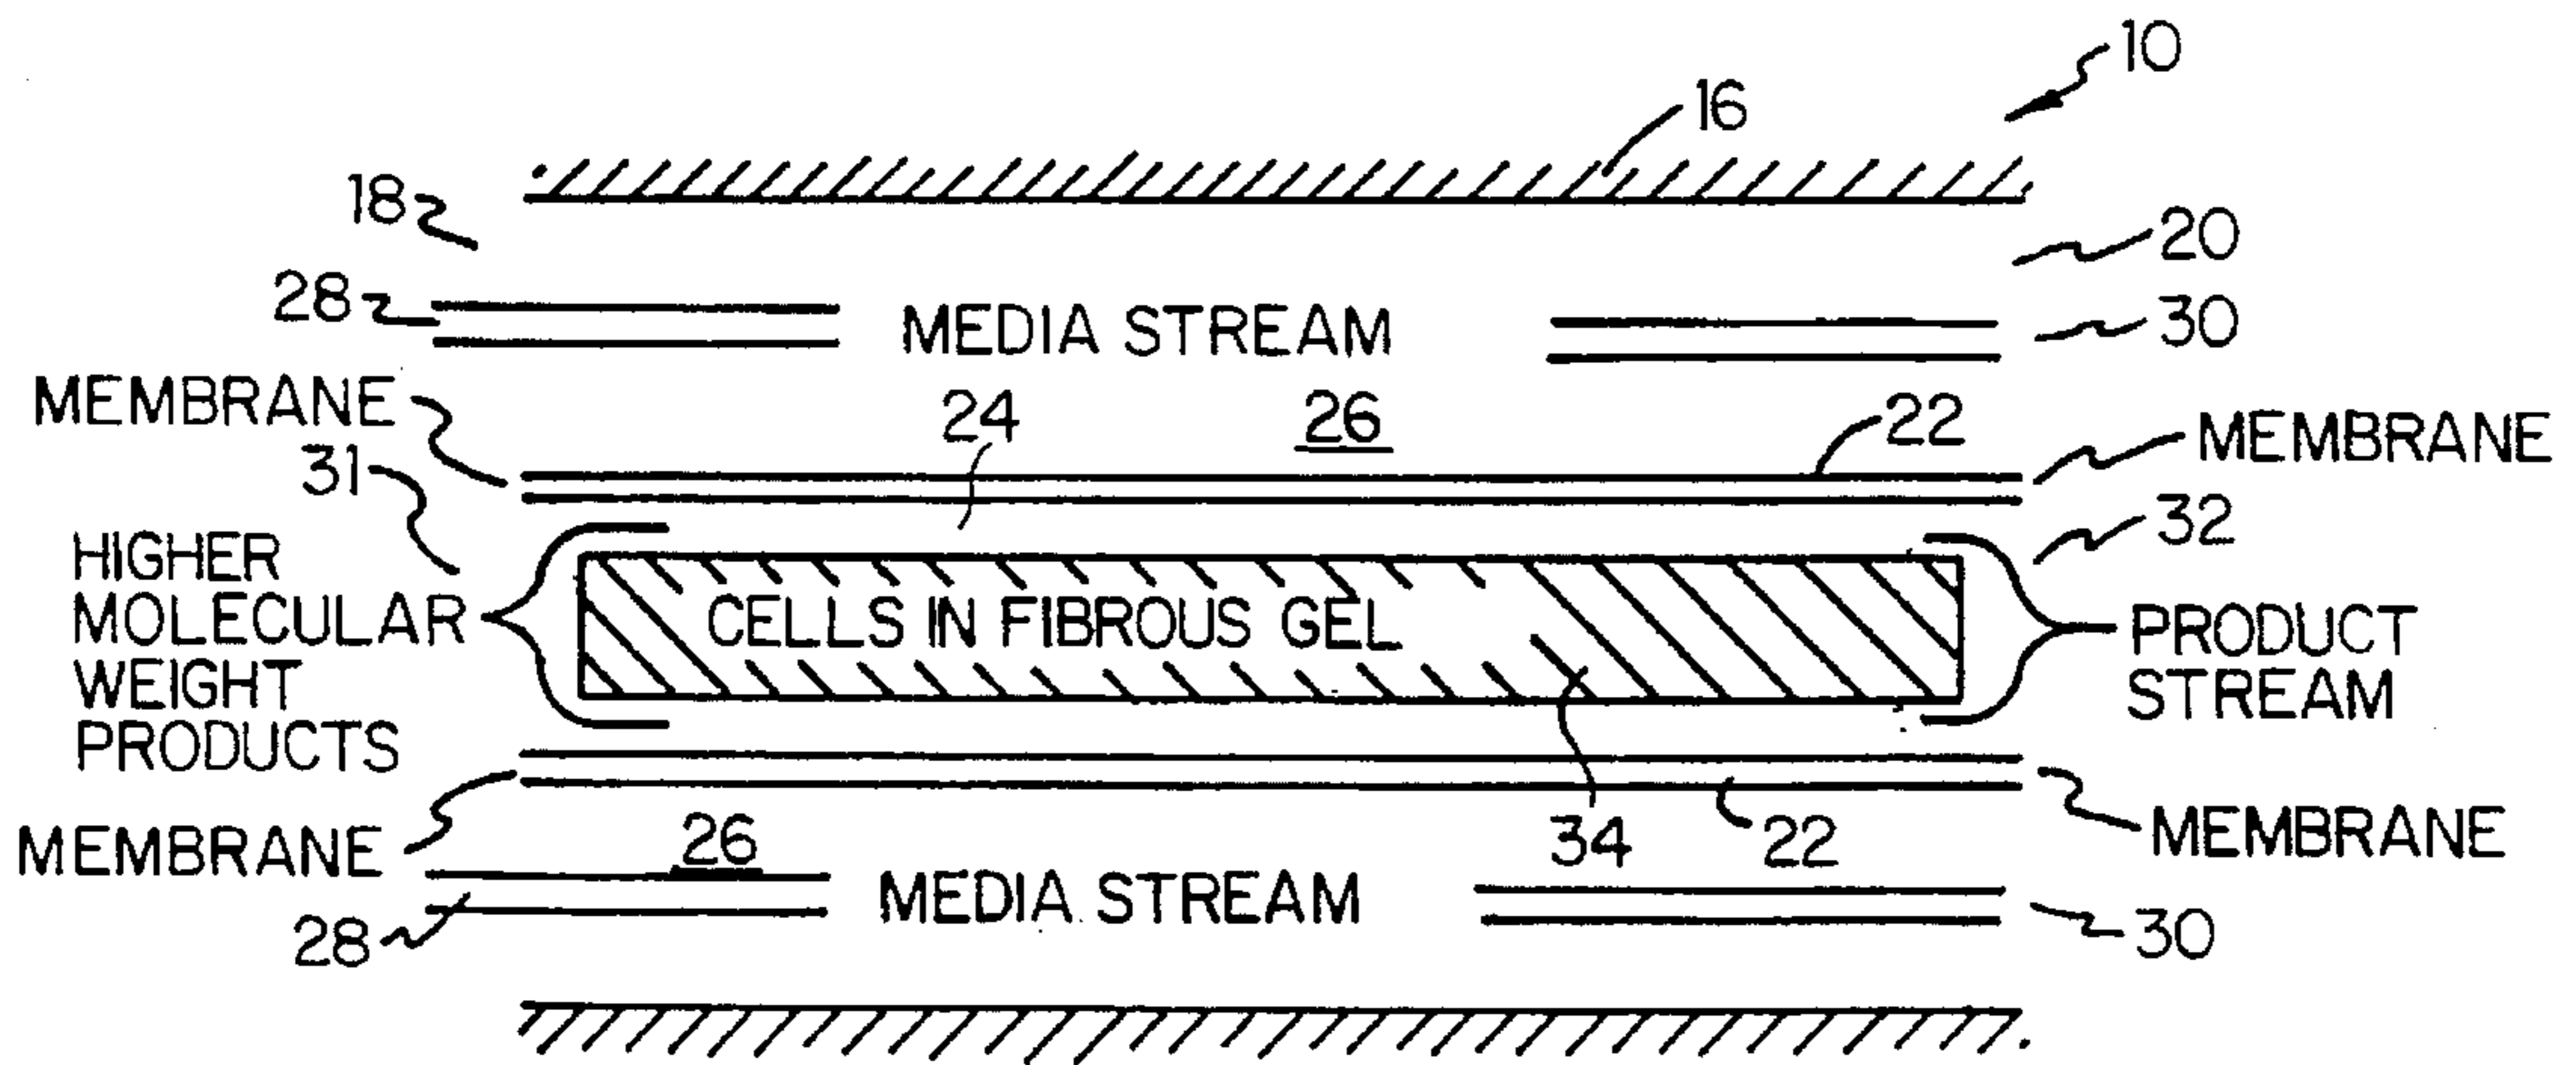 10
16
18
20
28
MEDIA STREAM
30
MEMBRANE
24
26
22
MEMBRANE
31
32
HIGHER
MOLECULAR
WEIGHT
PRODUCTS
CELLS IN FIBROUS GEL
PRODUCT
STREAM
MEMBRANE
26
34
22
MEMBRANE
28
MEDIA STREAM
30